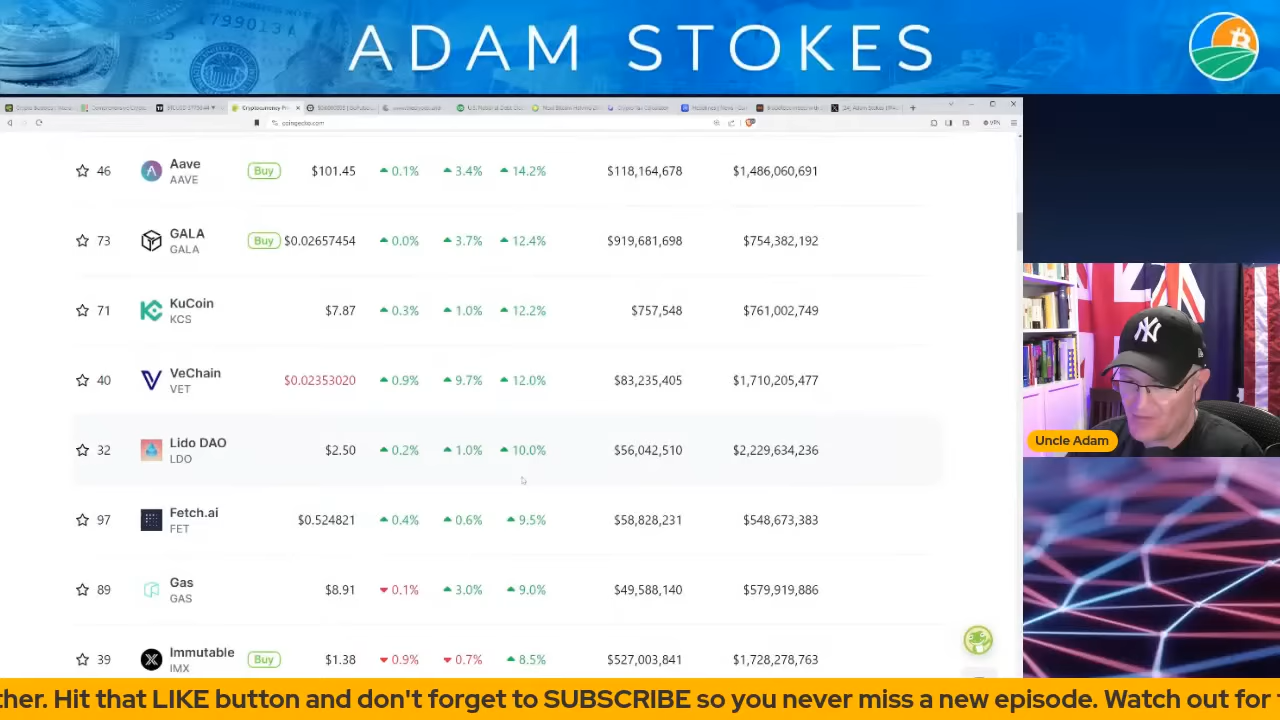 ADAM STOKES
coingecko.com
VPN
46 Aave AAVE Buy $101.45 0.1% 3.4% 14.2% $118,164,678 $1,486,060,691
73 GALA GALA Buy $0.02657454 0.0% 3.7% 12.4% $919,681,698 $754,382,192
71 KuCoin KCS $7.87 0.3% 1.0% 12.2% $757,548 $761,002,749
40 VeChain VET $0.02353020 0.9% 9.7% 12.0% $83,235,405 $1,710,205,477
32 Lido DAO LDO $2.50 0.2% 1.0% 10.0% $56,042,510 $2,229,634,236
97 Fetch.ai FET $0.524821 0.4% 0.6% 9.5% $58,828,231 $548,673,383
89 Gas GAS $8.91 0.1% 3.0% 9.0% $49,588,140 $579,919,886
39 Immutable IMX Buy $1.38 0.9% 0.7% 8.5% $527,003,841 $1,728,278,763
Uncle Adam
ther. Hit that LIKE button and don't forget to SUBSCRIBE so you never miss a new episode. Watch out for